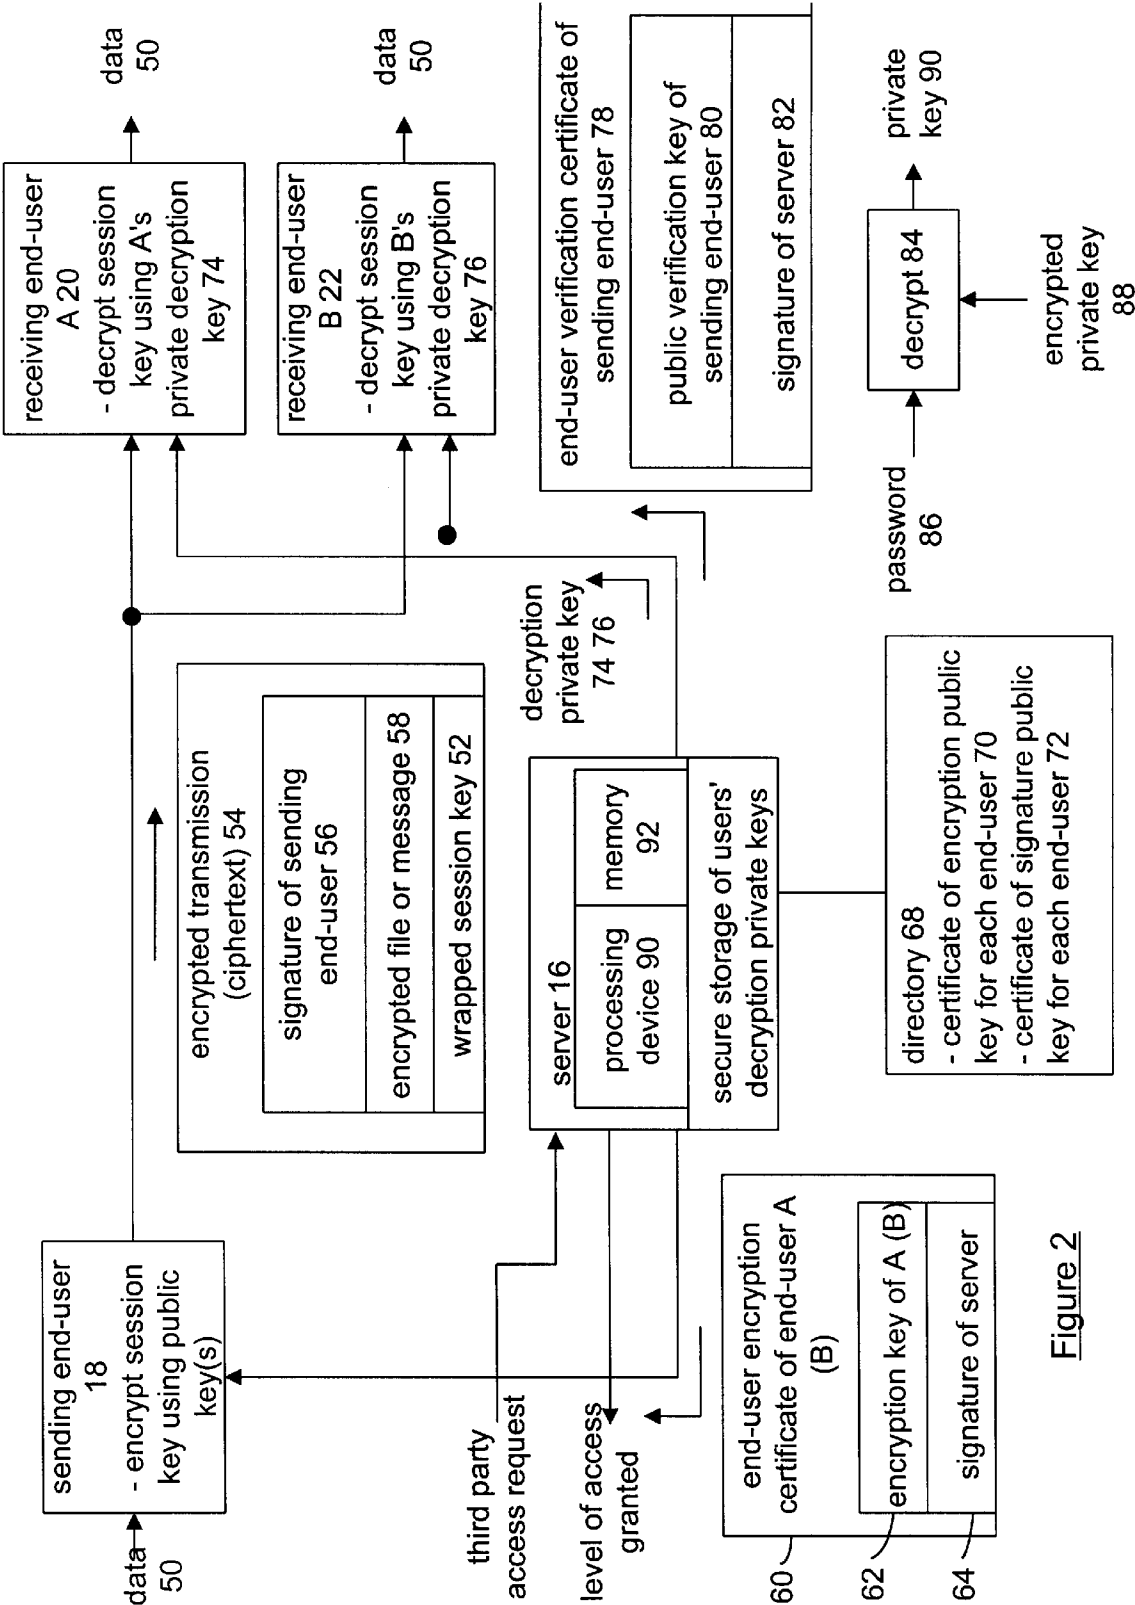 data
50
sending end-user
18
- encrypt session
key using public
key(s)
encrypted transmission
(ciphertext) 54
signature of sending
end-user 56
encrypted file or message 58
wrapped session key 52
receiving end-user
A 20
- decrypt session
key using A's
private decryption
key 74
data
50
receiving end-user
B 22
- decrypt session
key using B's
private decryption
key 76
data
50
third party
access request
level of access
granted
server 16
processing
device 90
memory
92
secure storage of users'
decryption private keys
decryption
private key
74 76
end-user verification certificate of
sending end-user 78
public verification key of
sending end-user 80
signature of server 82
60
end-user encryption
certificate of end-user A
(B)
62
encryption key of A (B)
64
signature of server
directory 68
- certificate of encryption public
key for each end-user 70
- certificate of signature public
key for each end-user 72
password
86
decrypt 84
private
key 90
encrypted
private key
88
Figure 2